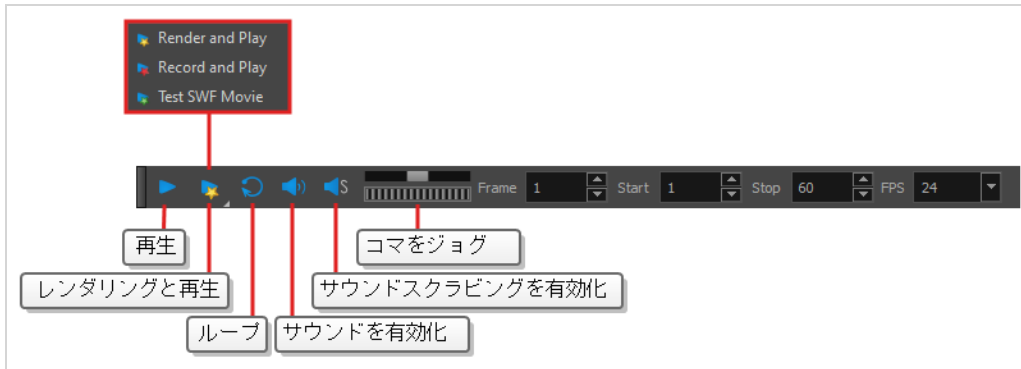 Render and Play
Record and Play
Test SWF Movie
S Frame 1 Start 1 Stop 60 FPS 24
再生
コマをジョグ
レンダリングと再生
サウンドスクラビングを有効化
ループ
サウンドを有効化